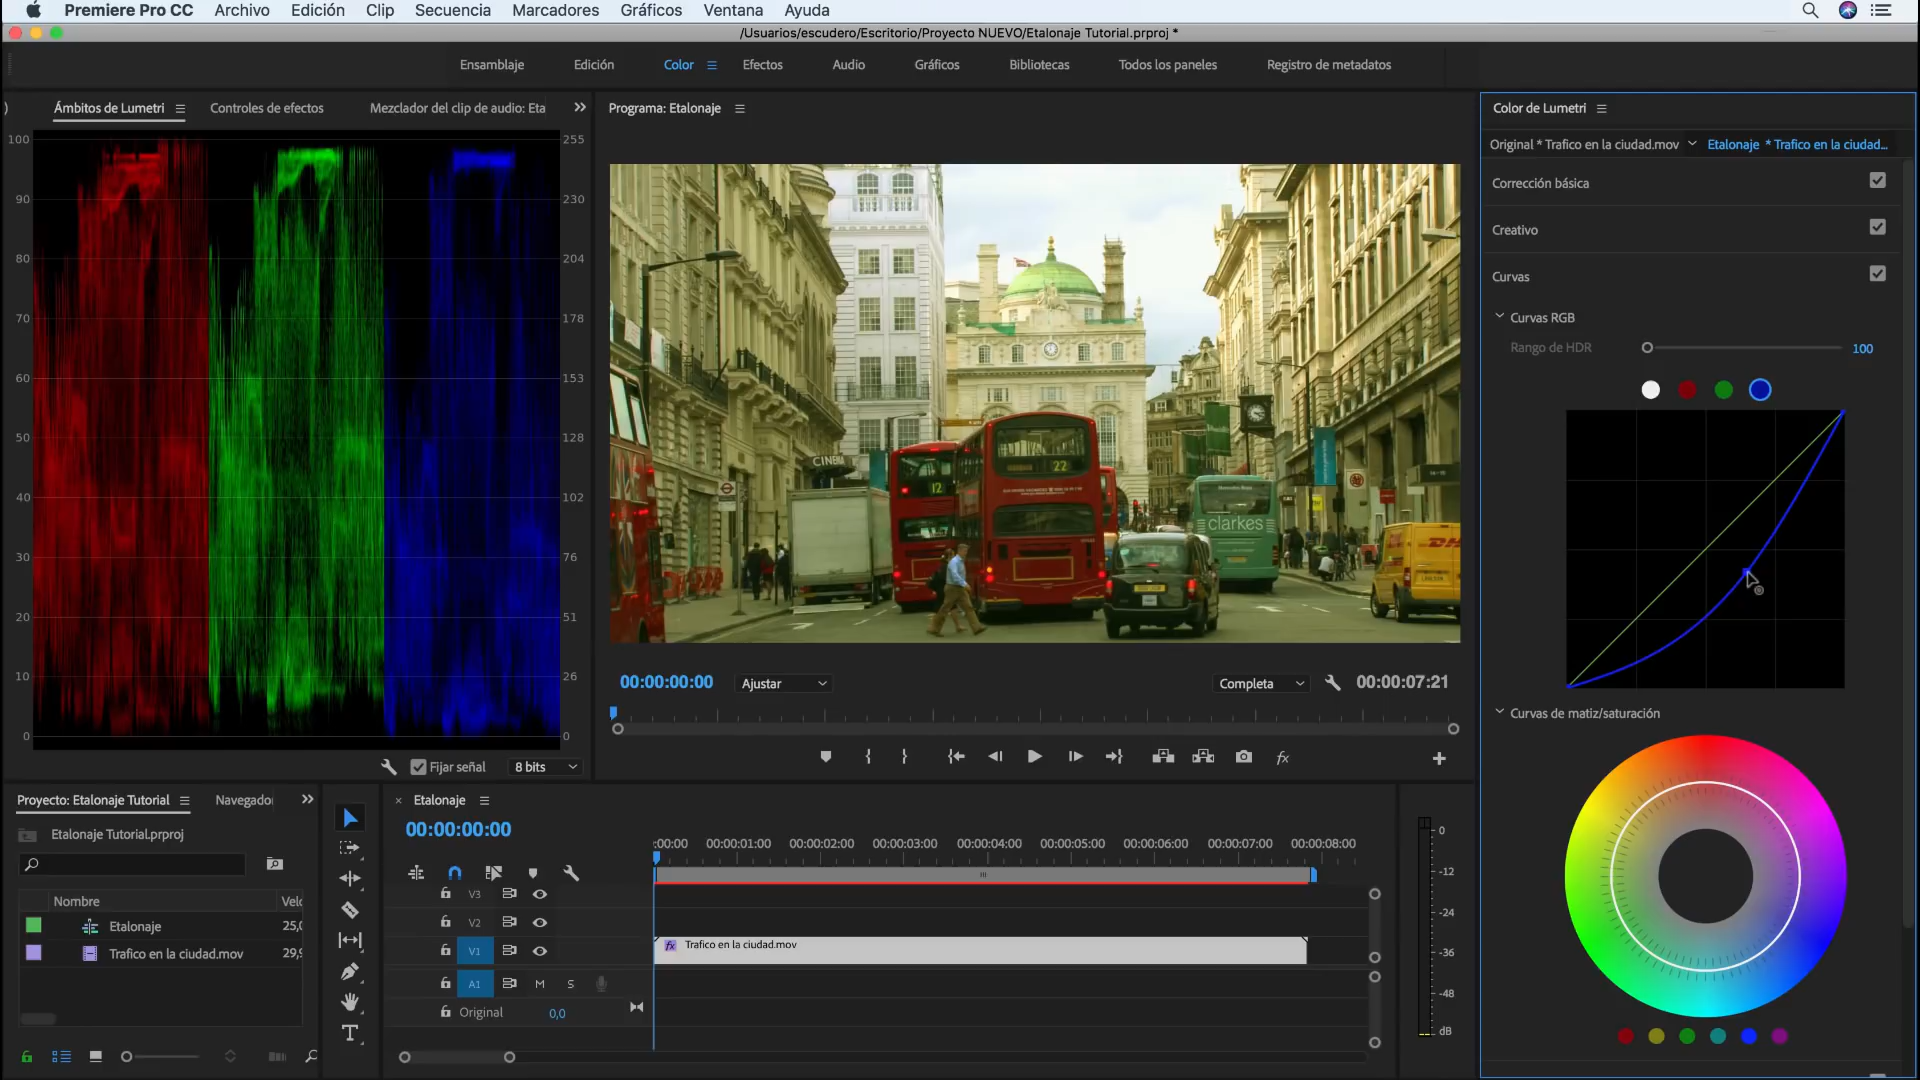 Premiere Pro CC Archivo Edición Clip Secuencia Marcadores Gráficos Ventana Ayuda
/Usuarios/escudero/Escritorio/Proyecto NUEVO/Etalonaje Tutorial.prproj *
Ensamblaje Edición Color Efectos Audio Gráficos Bibliotecas Todos los paneles Registro de metadatos
Ámbitos de Lumetri Controles de efectos Mezclador del clip de audio: Eta
100 255
90 230
80 204
70 178
60 153
50 128
40 102
30 76
20 51
10 26
0 0
Fijar señal 8 bits
Programa: Etalonaje
CINEMA
22
12
clarkes
DHL
00:00:00:00 Ajustar Completa 00:00:07:21
fx
Color de Lumetri
Original * Trafico en la ciudad.mov Etalonaje * Trafico en la ciudad...
Corrección básica
Creativo
Curvas
Curvas RGB
Rango de HDR 100
Curvas de matiz/saturación
Proyecto: Etalonaje Tutorial Navegador
Etalonaje Tutorial.prproj
Nombre Velc
Etalonaje 25,0
Trafico en la ciudad.mov 29,9
Etalonaje
00:00:00:00
:00:00 00:00:01:00 00:00:02:00 00:00:03:00 00:00:04:00 00:00:05:00 00:00:06:00 00:00:07:00 00:00:08:00
V3
V2
V1 fx Trafico en la ciudad.mov
A1 M S
Original 0,0
T
0
-12
-24
-36
-48
dB